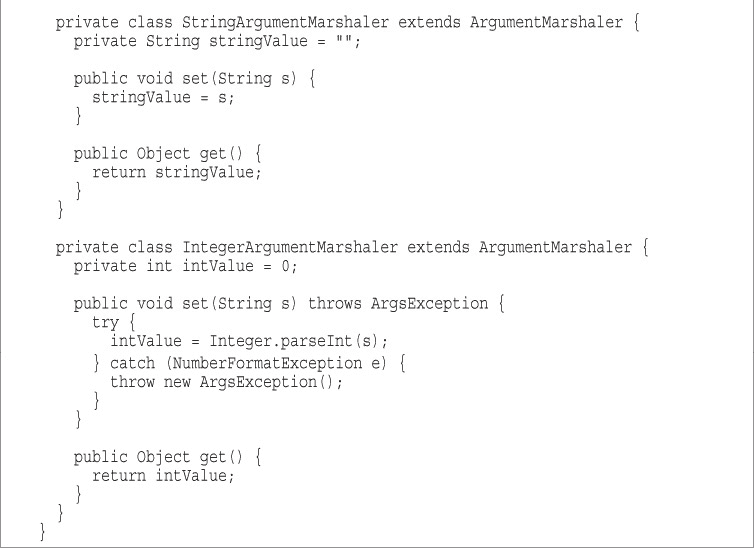 private class StringArgumentMarshaler extends ArgumentMarshaler {
private String stringValue = "";
public void set(String s) {
stringValue = s;
}
public Object get() {
return stringValue;
}
}
private class IntegerArgumentMarshaler extends ArgumentMarshaler {
private int intValue = 0;
public void set(String s) throws ArgsException {
try {
intValue = Integer.parseInt(s);
} catch (NumberFormatException e) {
throw new ArgsException();
}
}
public Object get() {
return intValue;
}
}
}